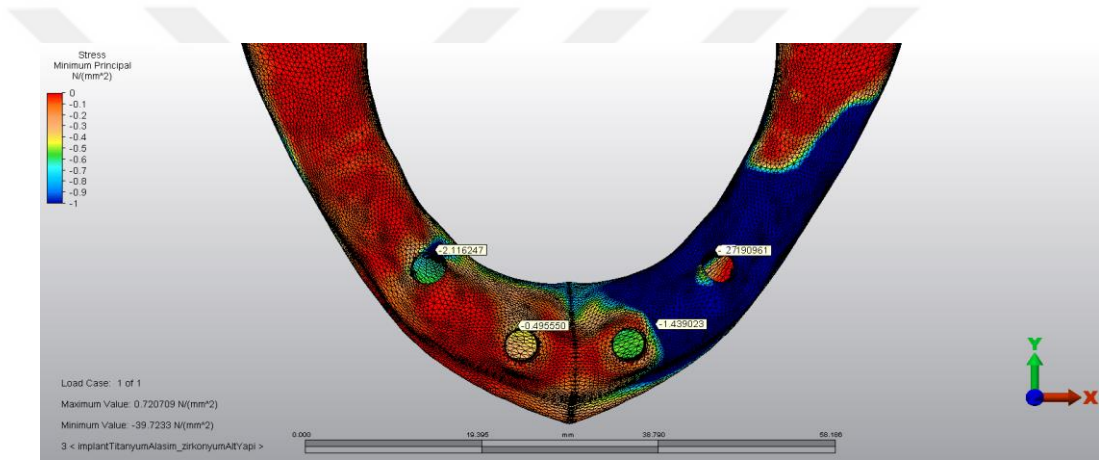 Stress
Minimum Principal
N/(mm^2)
0
-0.1
-0.2
-0.3
-0.4
-0.5
-0.6
-0.7
-0.8
-0.9
-1
-2.116247
-.27190961
-0.495550
-1.439023
Load Case: 1 of 1
Maximum Value: 0.720709 N/(mm^2)
Minimum Value: -39.7233 N/(mm^2)
3 < implantTitanyumAlasim_zirkonyumAltYapi >
0.000 19.395 mm 38.790 58.186
Y
X